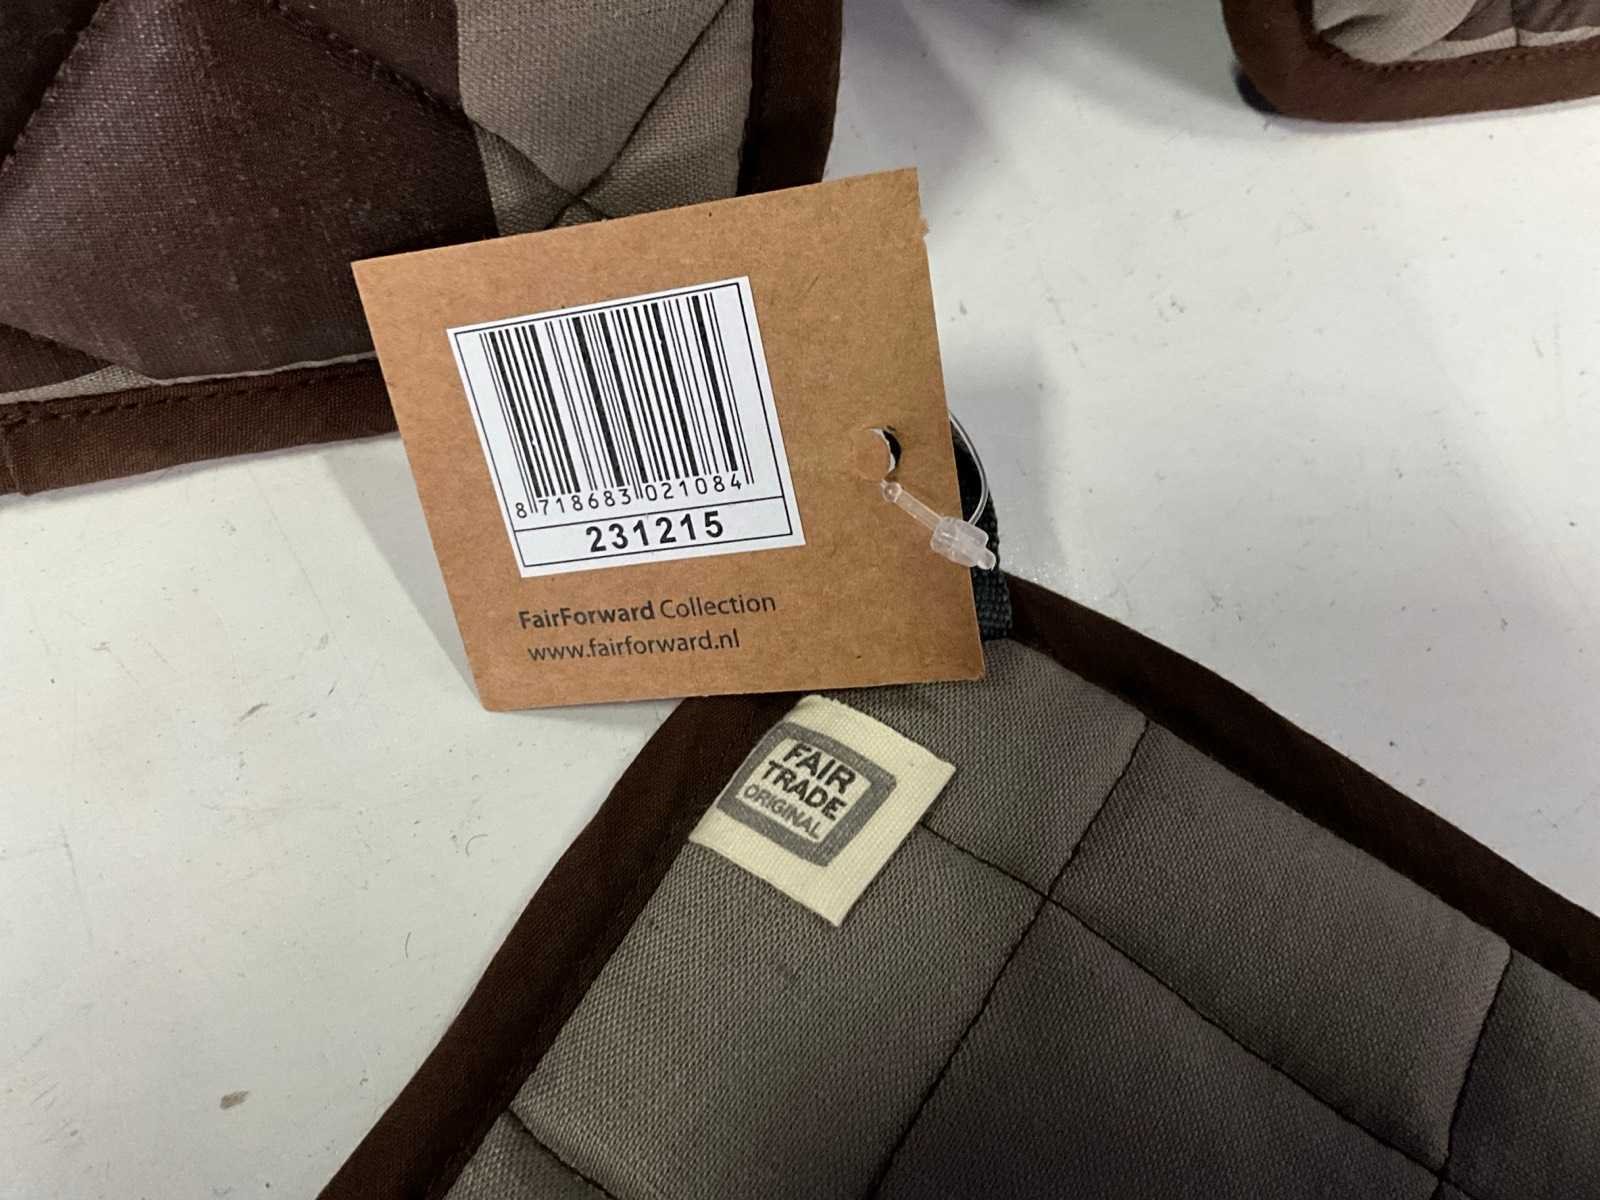 8 718683 021084
231215
FairForward Collection
www.fairforward.nl
FAIR
TRADE
ORIGINAL